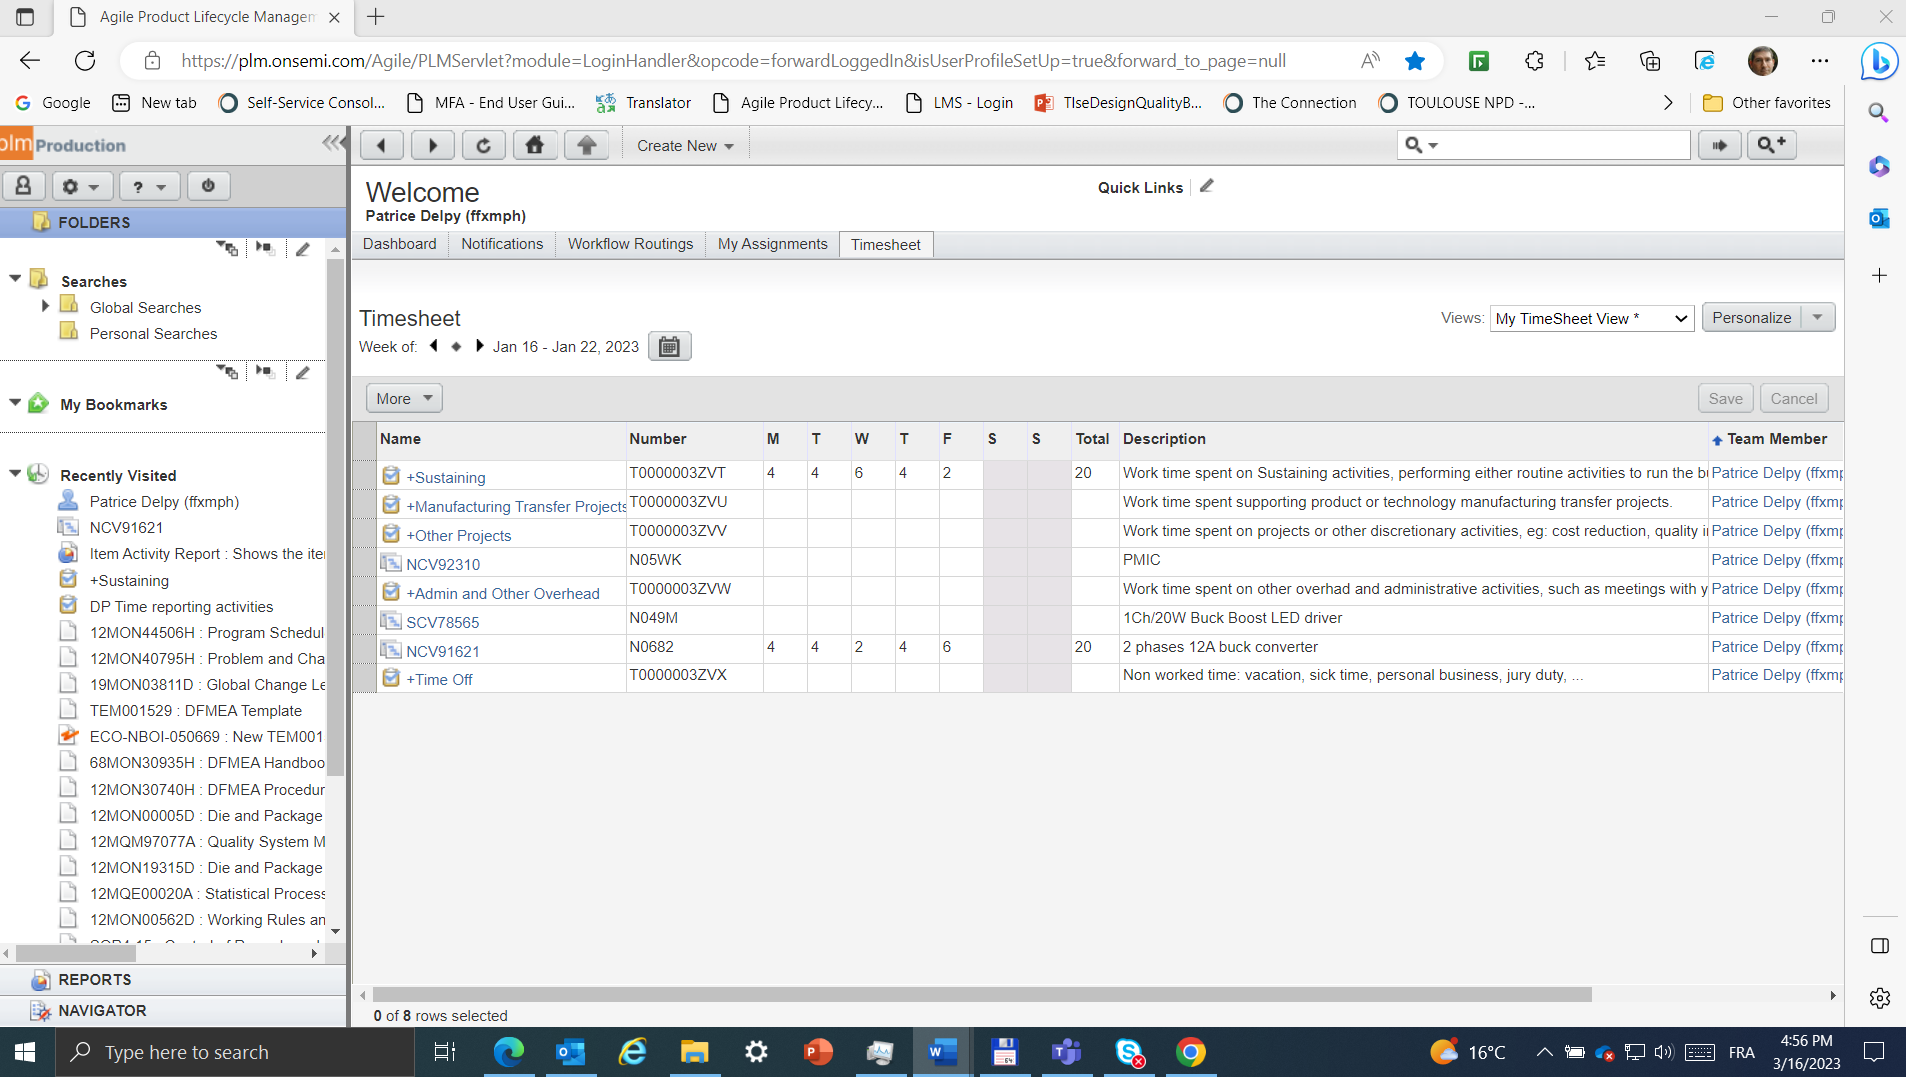 Agile Product Lifecycle Managem
https://plm.onsemi.com/Agile/PLMServlet?module=LoginHandler&opcode=forwardLoggedIn&isUserProfileSetUp=true&forward_to_page=null
Google New tab Self-Service Consol... MFA - End User Gui... Translator Agile Product Lifecy... LMS - Login TlseDesignQualityB... The Connection TOULOUSE NPD -... Other favorites
plm Production
Create New
FOLDERS
Searches
Global Searches
Personal Searches
My Bookmarks
Recently Visited
Patrice Delpy (ffxmph)
NCV91621
Item Activity Report : Shows the ite
+Sustaining
DP Time reporting activities
12MON44506H : Program Schedul
12MON40795H : Problem and Cha
19MON03811D : Global Change Le
TEM001529 : DFMEA Template
ECO-NBOI-050669 : New TEM001
68MON30935H : DFMEA Handboo
12MON30740H : DFMEA Procedur
12MON00005D : Die and Package
12MQM97077A : Quality System M
12MON19315D : Die and Package
12MQE00020A : Statistical Process
12MON00562D : Working Rules an
REPORTS
NAVIGATOR
Welcome
Patrice Delpy (ffxmph)
Quick Links
Dashboard Notifications Workflow Routings My Assignments Timesheet
Timesheet
Week of: Jan 16 - Jan 22, 2023
Views: My TimeSheet View * Personalize
More Save Cancel
Name Number M T W T F S S Total Description Team Member
+Sustaining T0000003ZVT 4 4 6 4 2 20 Work time spent on Sustaining activities, performing either routine activities to run the b Patrice Delpy (ffxmp
+Manufacturing Transfer Projects T0000003ZVU Work time spent supporting product or technology manufacturing transfer projects. Patrice Delpy (ffxmp
+Other Projects T0000003ZVV Work time spent on projects or other discretionary activities, eg: cost reduction, quality i Patrice Delpy (ffxmp
NCV92310 N05WK PMIC Patrice Delpy (ffxmp
+Admin and Other Overhead T0000003ZVW Work time spent on other overhad and administrative activities, such as meetings with y Patrice Delpy (ffxmp
SCV78565 N049M 1Ch/20W Buck Boost LED driver Patrice Delpy (ffxmp
NCV91621 N0682 4 4 2 4 6 20 2 phases 12A buck converter Patrice Delpy (ffxmp
+Time Off T0000003ZVX Non worked time: vacation, sick time, personal business, jury duty, ... Patrice Delpy (ffxmp
0 of 8 rows selected
Type here to search
16°C
FRA
4:56 PM
3/16/2023